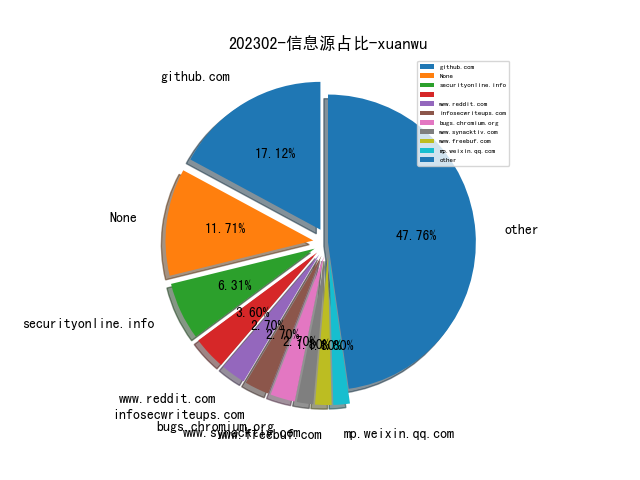 202302-信息源占比-xuanwu
github.com
None
securityonline.info
www.reddit.com
infosecwriteups.com
bugs.chromium.org
www.synacktiv.com
www.freebuf.com
mp.weixin.qq.com
other
github.com
17.12%
None
11.71%
securityonline.info
6.31%
3.60%
www.reddit.com
2.70%
infosecwriteups.com
2.70%
bugs.chromium.org
2.70%
www.synacktiv.com
www.freebuf.com
mp.weixin.qq.com
other
47.76%